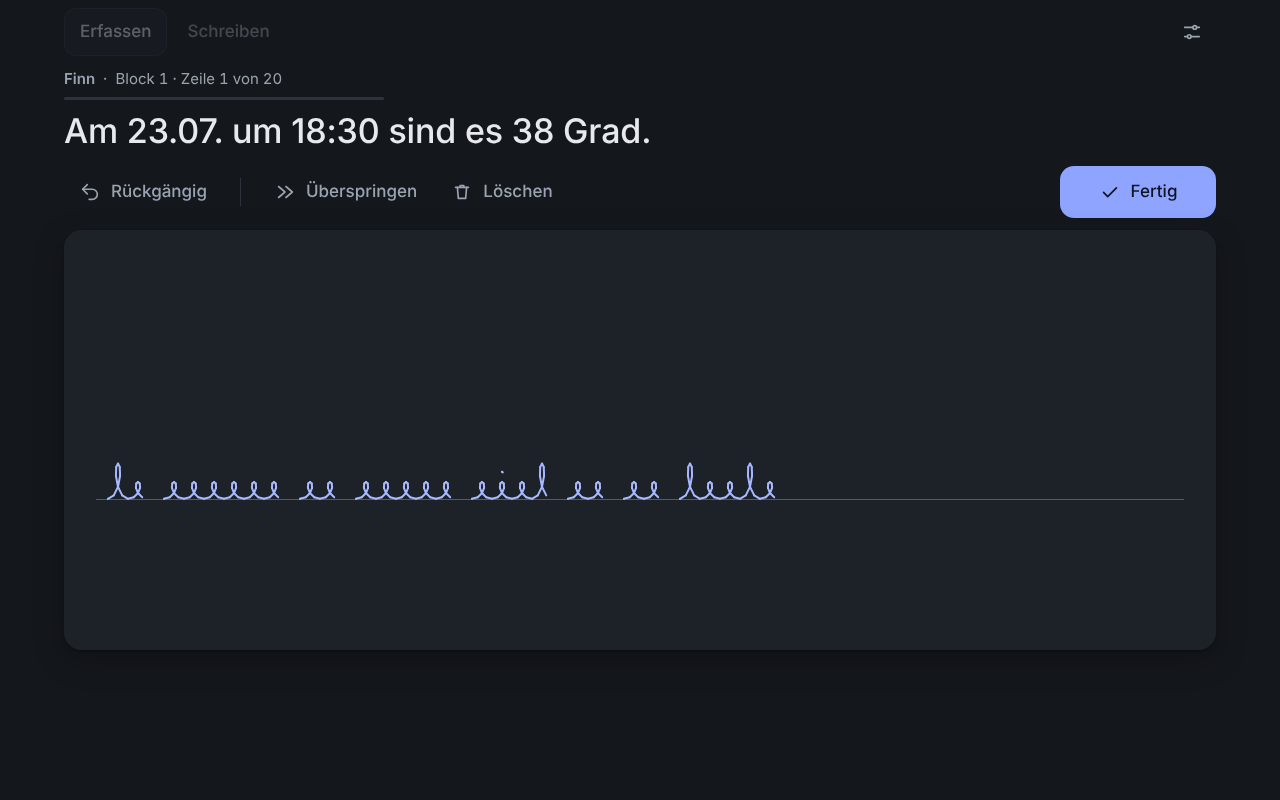 Erfassen Schreiben
Finn · Block 1 · Zeile 1 von 20
Am 23.07. um 18:30 sind es 38 Grad.
Rückgängig Überspringen Löschen Fertig